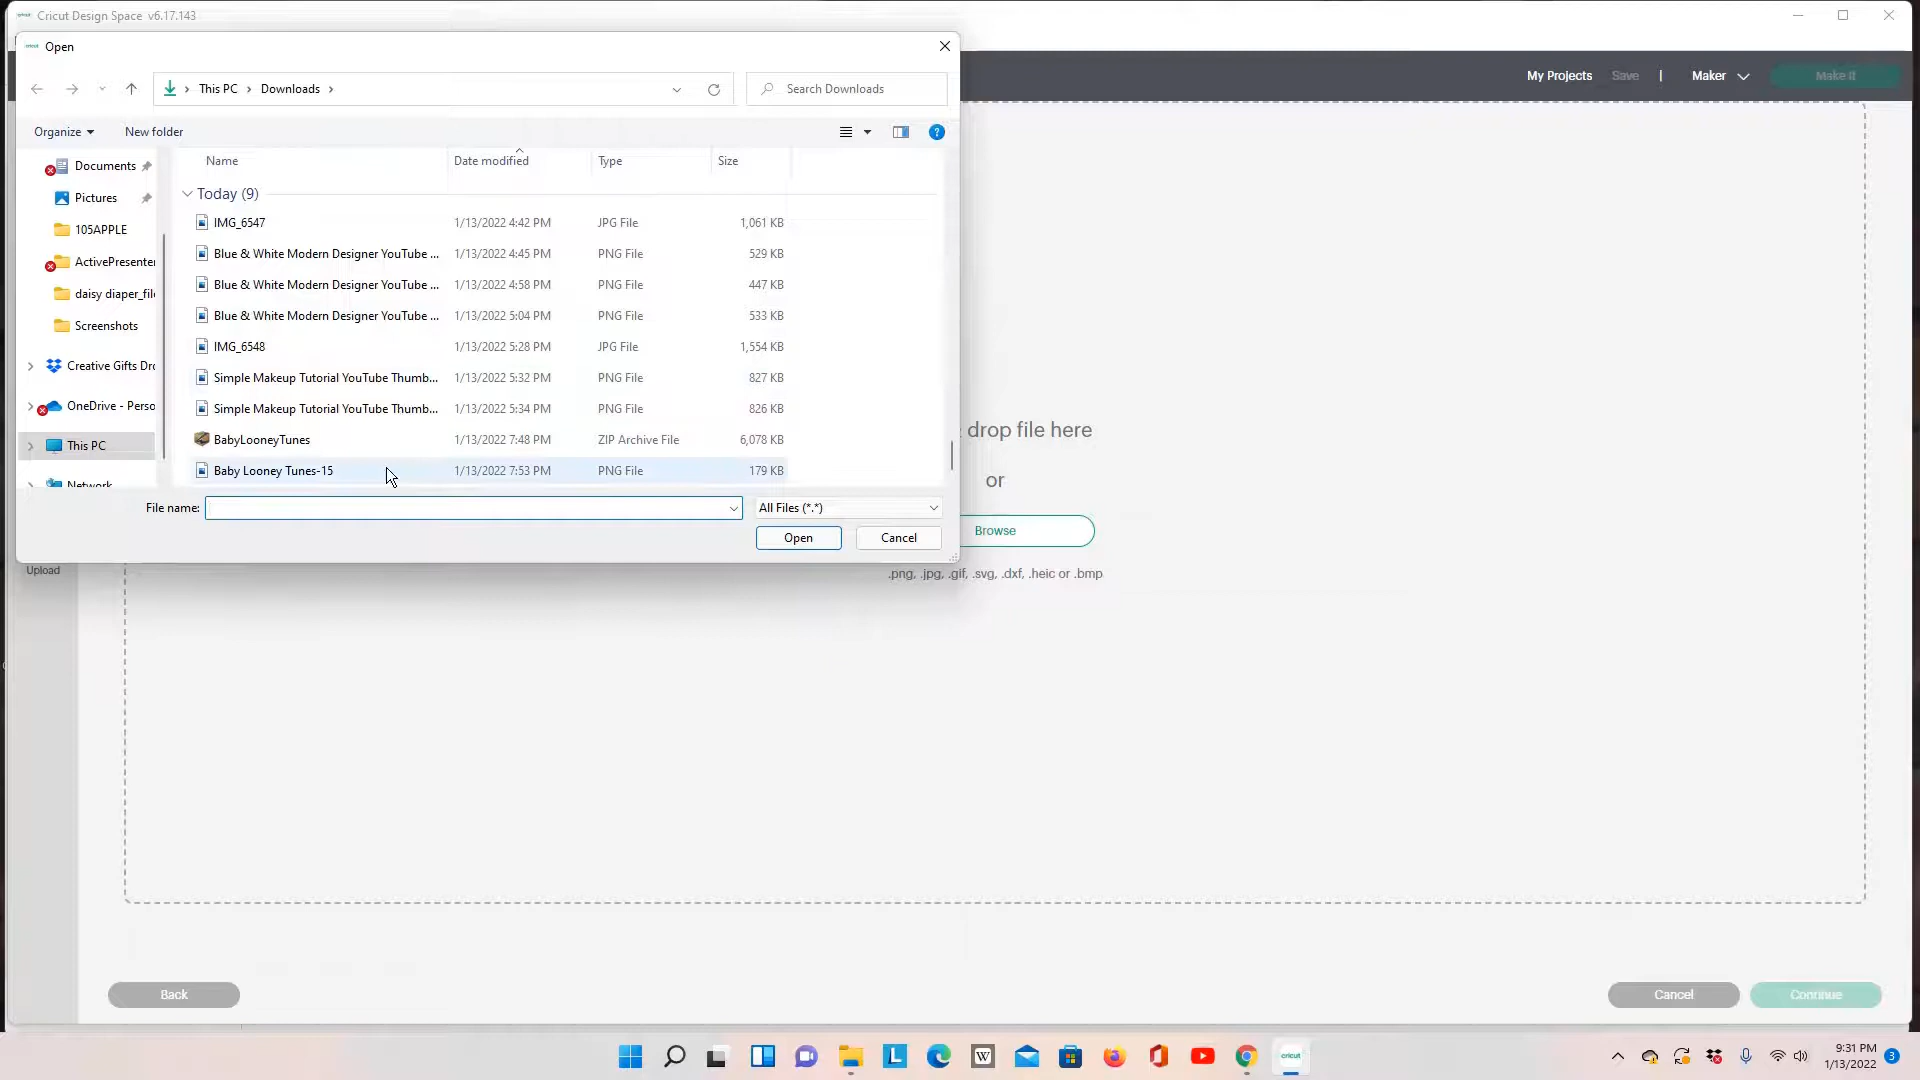 Cricut Design Space v6.17.143
Open
This PC
Downloads
Search Downloads
My Projects
Save
|
Maker
Make It
Organize
New folder
?
Name
Date modified
Type
Size
Documents
Pictures
105APPLE
ActivePresenter
daisy diaper_file
Screenshots
Creative Gifts Dro
OneDrive - Perso
This PC
Network
Today (9)
IMG_6547 1/13/2022 4:42 PM JPG File 1,061 KB
Blue & White Modern Designer YouTube ... 1/13/2022 4:45 PM PNG File 529 KB
Blue & White Modern Designer YouTube ... 1/13/2022 4:58 PM PNG File 447 KB
Blue & White Modern Designer YouTube ... 1/13/2022 5:04 PM PNG File 533 KB
IMG_6548 1/13/2022 5:28 PM JPG File 1,554 KB
Simple Makeup Tutorial YouTube Thumb... 1/13/2022 5:32 PM PNG File 827 KB
Simple Makeup Tutorial YouTube Thumb... 1/13/2022 5:34 PM PNG File 826 KB
BabyLooneyTunes 1/13/2022 7:48 PM ZIP Archive File 6,078 KB
Baby Looney Tunes-15 1/13/2022 7:53 PM PNG File 179 KB
File name:
All Files (*.*)
Open
Cancel
Upload
drop file here
or
Browse
.png, .jpg, .gif, .svg, .dxf, .heic or .bmp
Back
Cancel
Continue
L
W
cricut
9:31 PM
1/13/2022
3